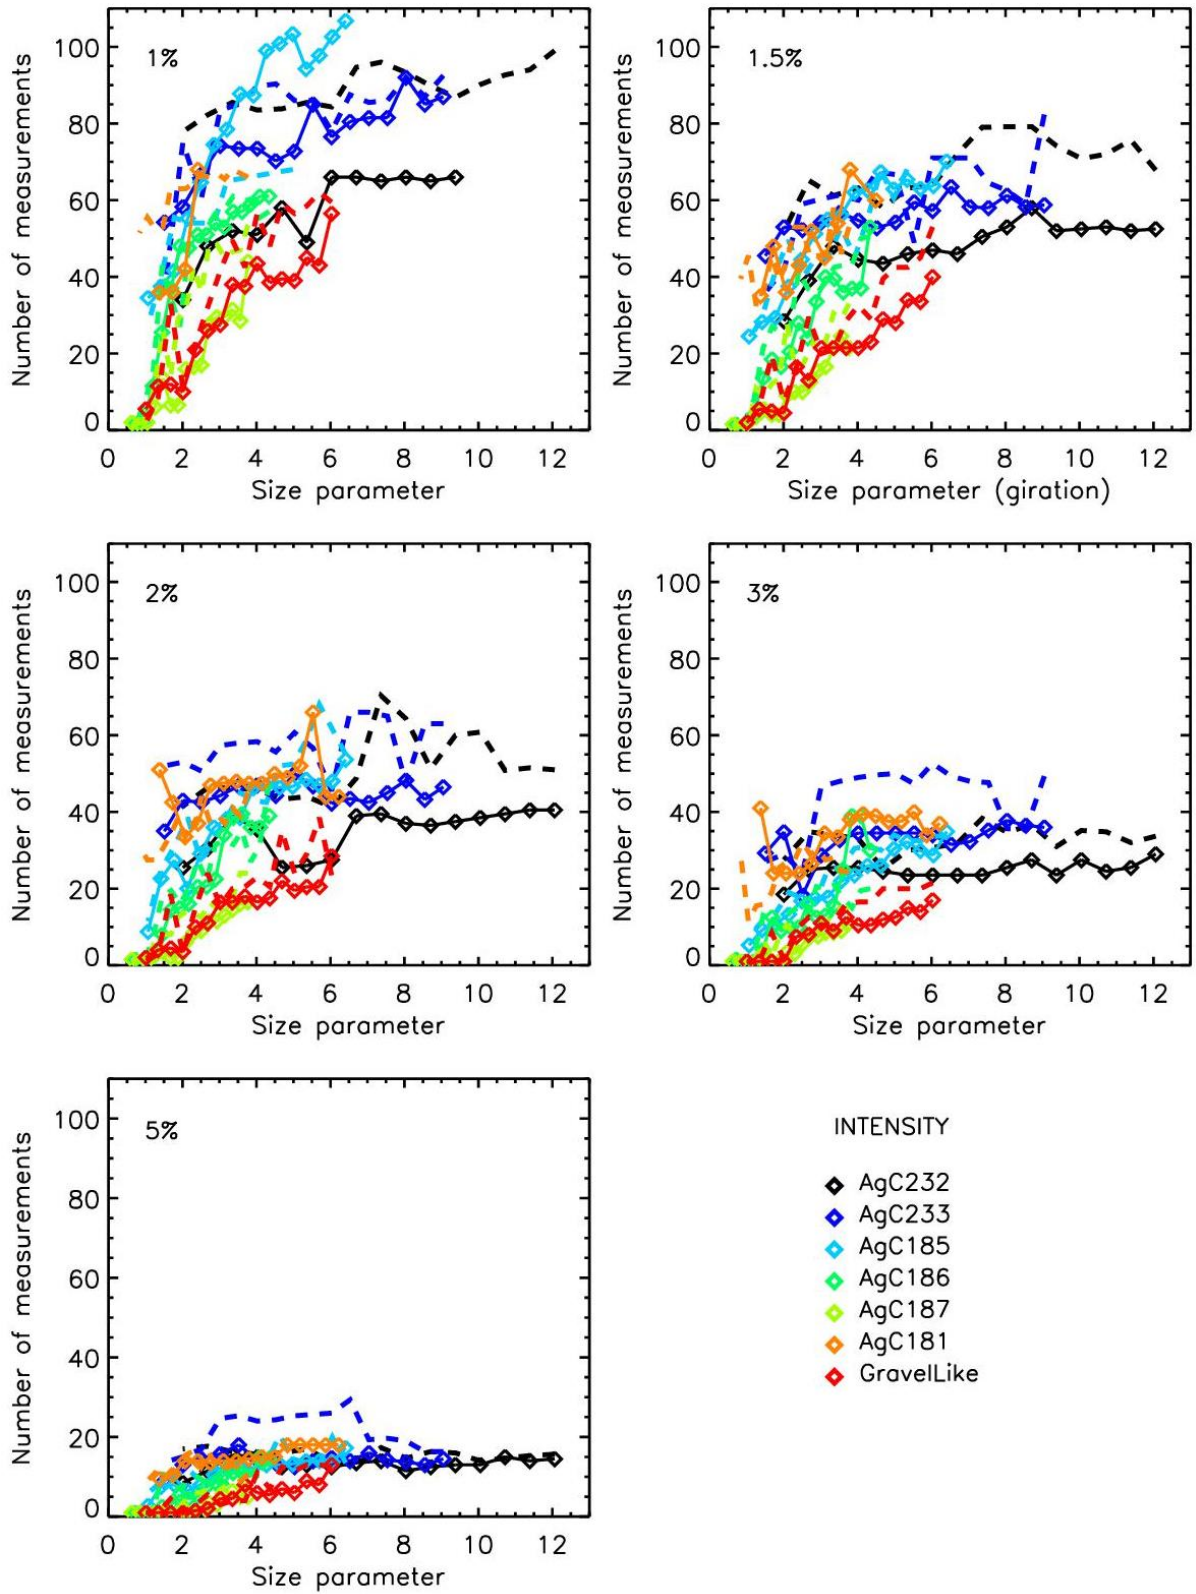 1%
100
80
60
40
20
0
0 2 4 6 8 10 12
Number of measurements
Size parameter
1.5%
100
80
60
40
20
0
0 2 4 6 8 10 12
Number of measurements
Size parameter (giration)
2%
100
80
60
40
20
0
0 2 4 6 8 10 12
Number of measurements
Size parameter
3%
100
80
60
40
20
0
0 2 4 6 8 10 12
Number of measurements
Size parameter
5%
100
80
60
40
20
0
0 2 4 6 8 10 12
Number of measurements
Size parameter
INTENSITY
AgC232
AgC233
AgC185
AgC186
AgC187
AgC181
GravelLike